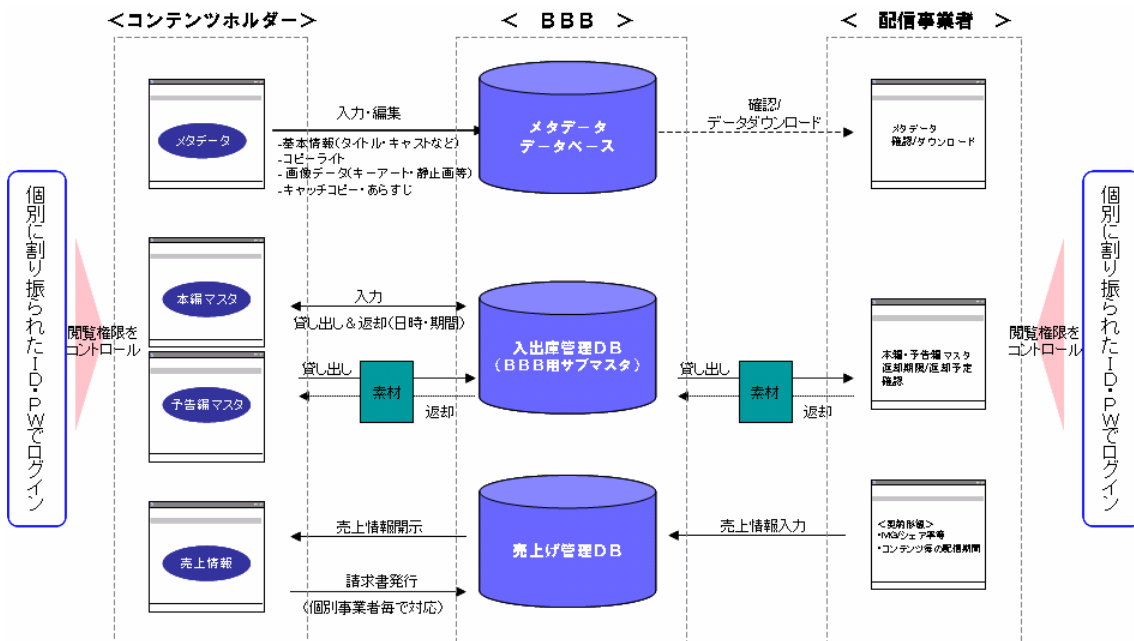 ＜コンテンツホルダー＞
＜ ＢＢＢ ＞
＜ 配信事業者 ＞
メタデータ
入力・編集
-基本情報(タイトル・キャストなど)
-コピーライト
-画像データ(キーアート・静止画等)
-キャッチコピー・あらすじ
メタデータ
データベース
確認/
データダウンロード
メタデータ
確認/ダウンロード
個別に割り振られたＩＤ・ＰＷでログイン
閲覧権限を
コントロール
本編マスタ
予告編マスタ
入力
貸し出し＆返却(日時・期間)
貸し出し
素材
返却
入出庫管理ＤＢ
(ＢＢＢ用サブマスタ)
貸し出し
素材
返却
本編・予告編マスタ
返却期限/返却予定
確認
閲覧権限を
コントロール
個別に割り振られたＩＤ・ＰＷでログイン
売上情報
売上情報開示
請求書発行
(個別事業者毎で対応)
売上げ管理ＤＢ
売上情報入力
＜契約形態＞
・MG/シェア率等
・コンテンツ毎の配信期間